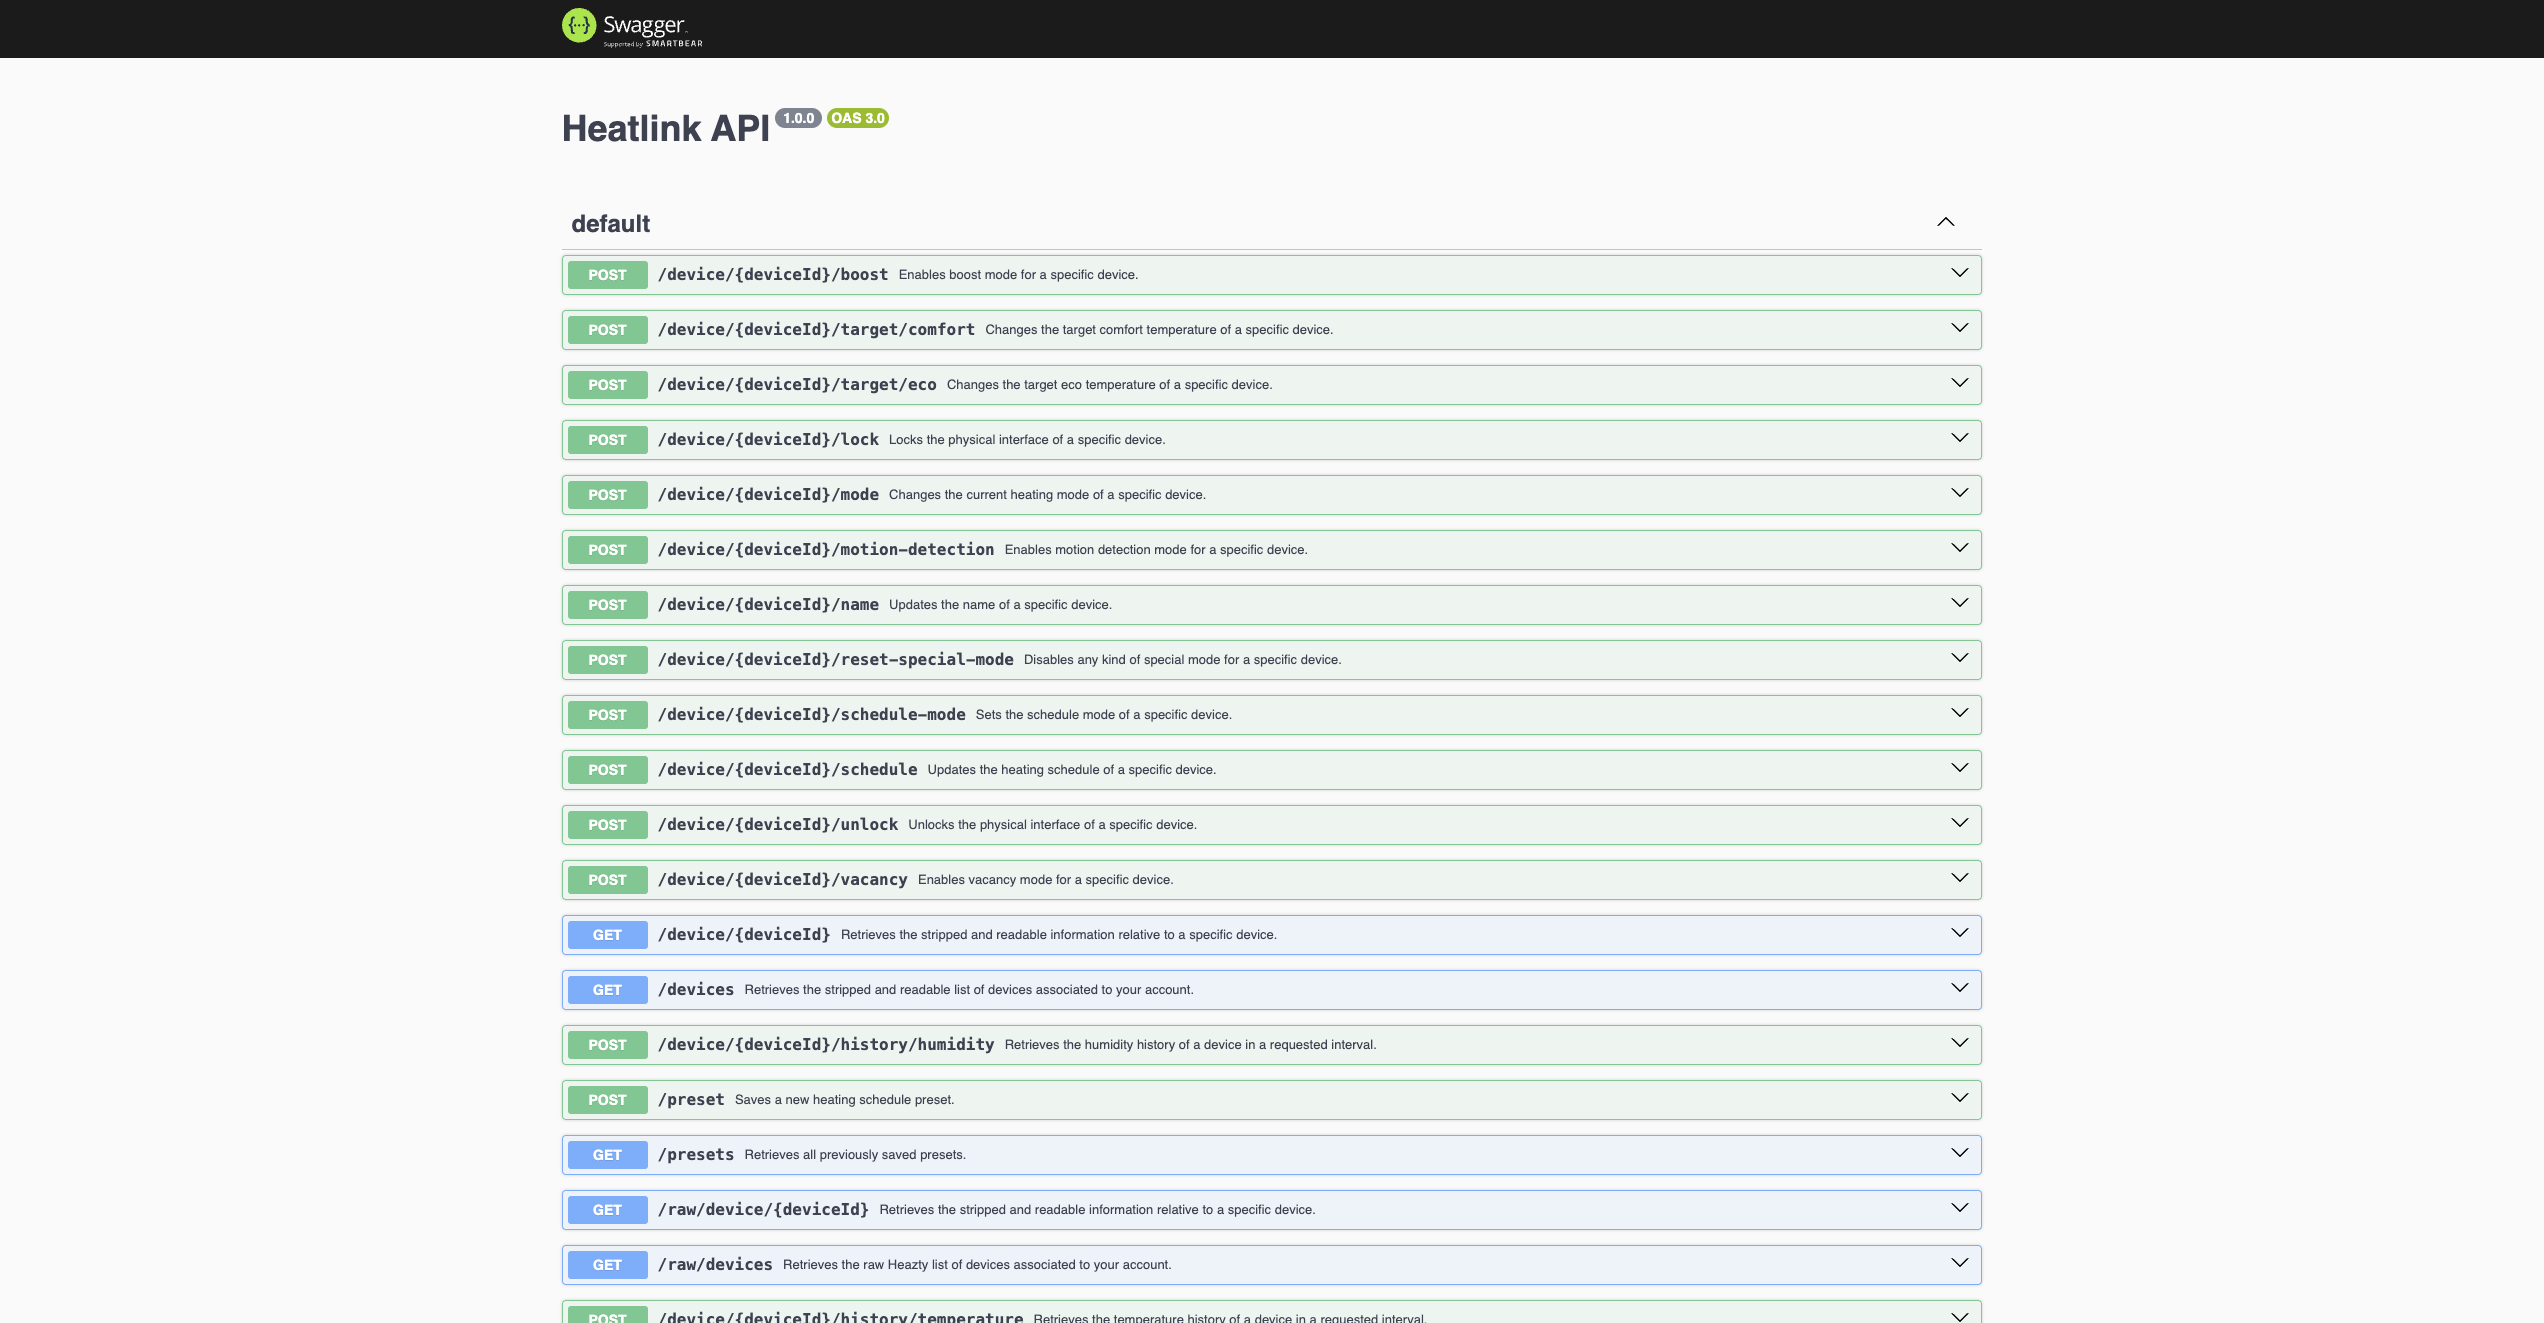 Swagger
Supported by SMARTBEAR
Heatlink API 1.0.0 OAS 3.0
default
POST /device/{deviceId}/boost Enables boost mode for a specific device.
POST /device/{deviceId}/target/comfort Changes the target comfort temperature of a specific device.
POST /device/{deviceId}/target/eco Changes the target eco temperature of a specific device.
POST /device/{deviceId}/lock Locks the physical interface of a specific device.
POST /device/{deviceId}/mode Changes the current heating mode of a specific device.
POST /device/{deviceId}/motion-detection Enables motion detection mode for a specific device.
POST /device/{deviceId}/name Updates the name of a specific device.
POST /device/{deviceId}/reset-special-mode Disables any kind of special mode for a specific device.
POST /device/{deviceId}/schedule-mode Sets the schedule mode of a specific device.
POST /device/{deviceId}/schedule Updates the heating schedule of a specific device.
POST /device/{deviceId}/unlock Unlocks the physical interface of a specific device.
POST /device/{deviceId}/vacancy Enables vacancy mode for a specific device.
GET /device/{deviceId} Retrieves the stripped and readable information relative to a specific device.
GET /devices Retrieves the stripped and readable list of devices associated to your account.
POST /device/{deviceId}/history/humidity Retrieves the humidity history of a device in a requested interval.
POST /preset Saves a new heating schedule preset.
GET /presets Retrieves all previously saved presets.
GET /raw/device/{deviceId} Retrieves the stripped and readable information relative to a specific device.
GET /raw/devices Retrieves the raw Heazty list of devices associated to your account.
POST /device/{deviceId}/history/temperature Retrieves the temperature history of a device in a requested interval.